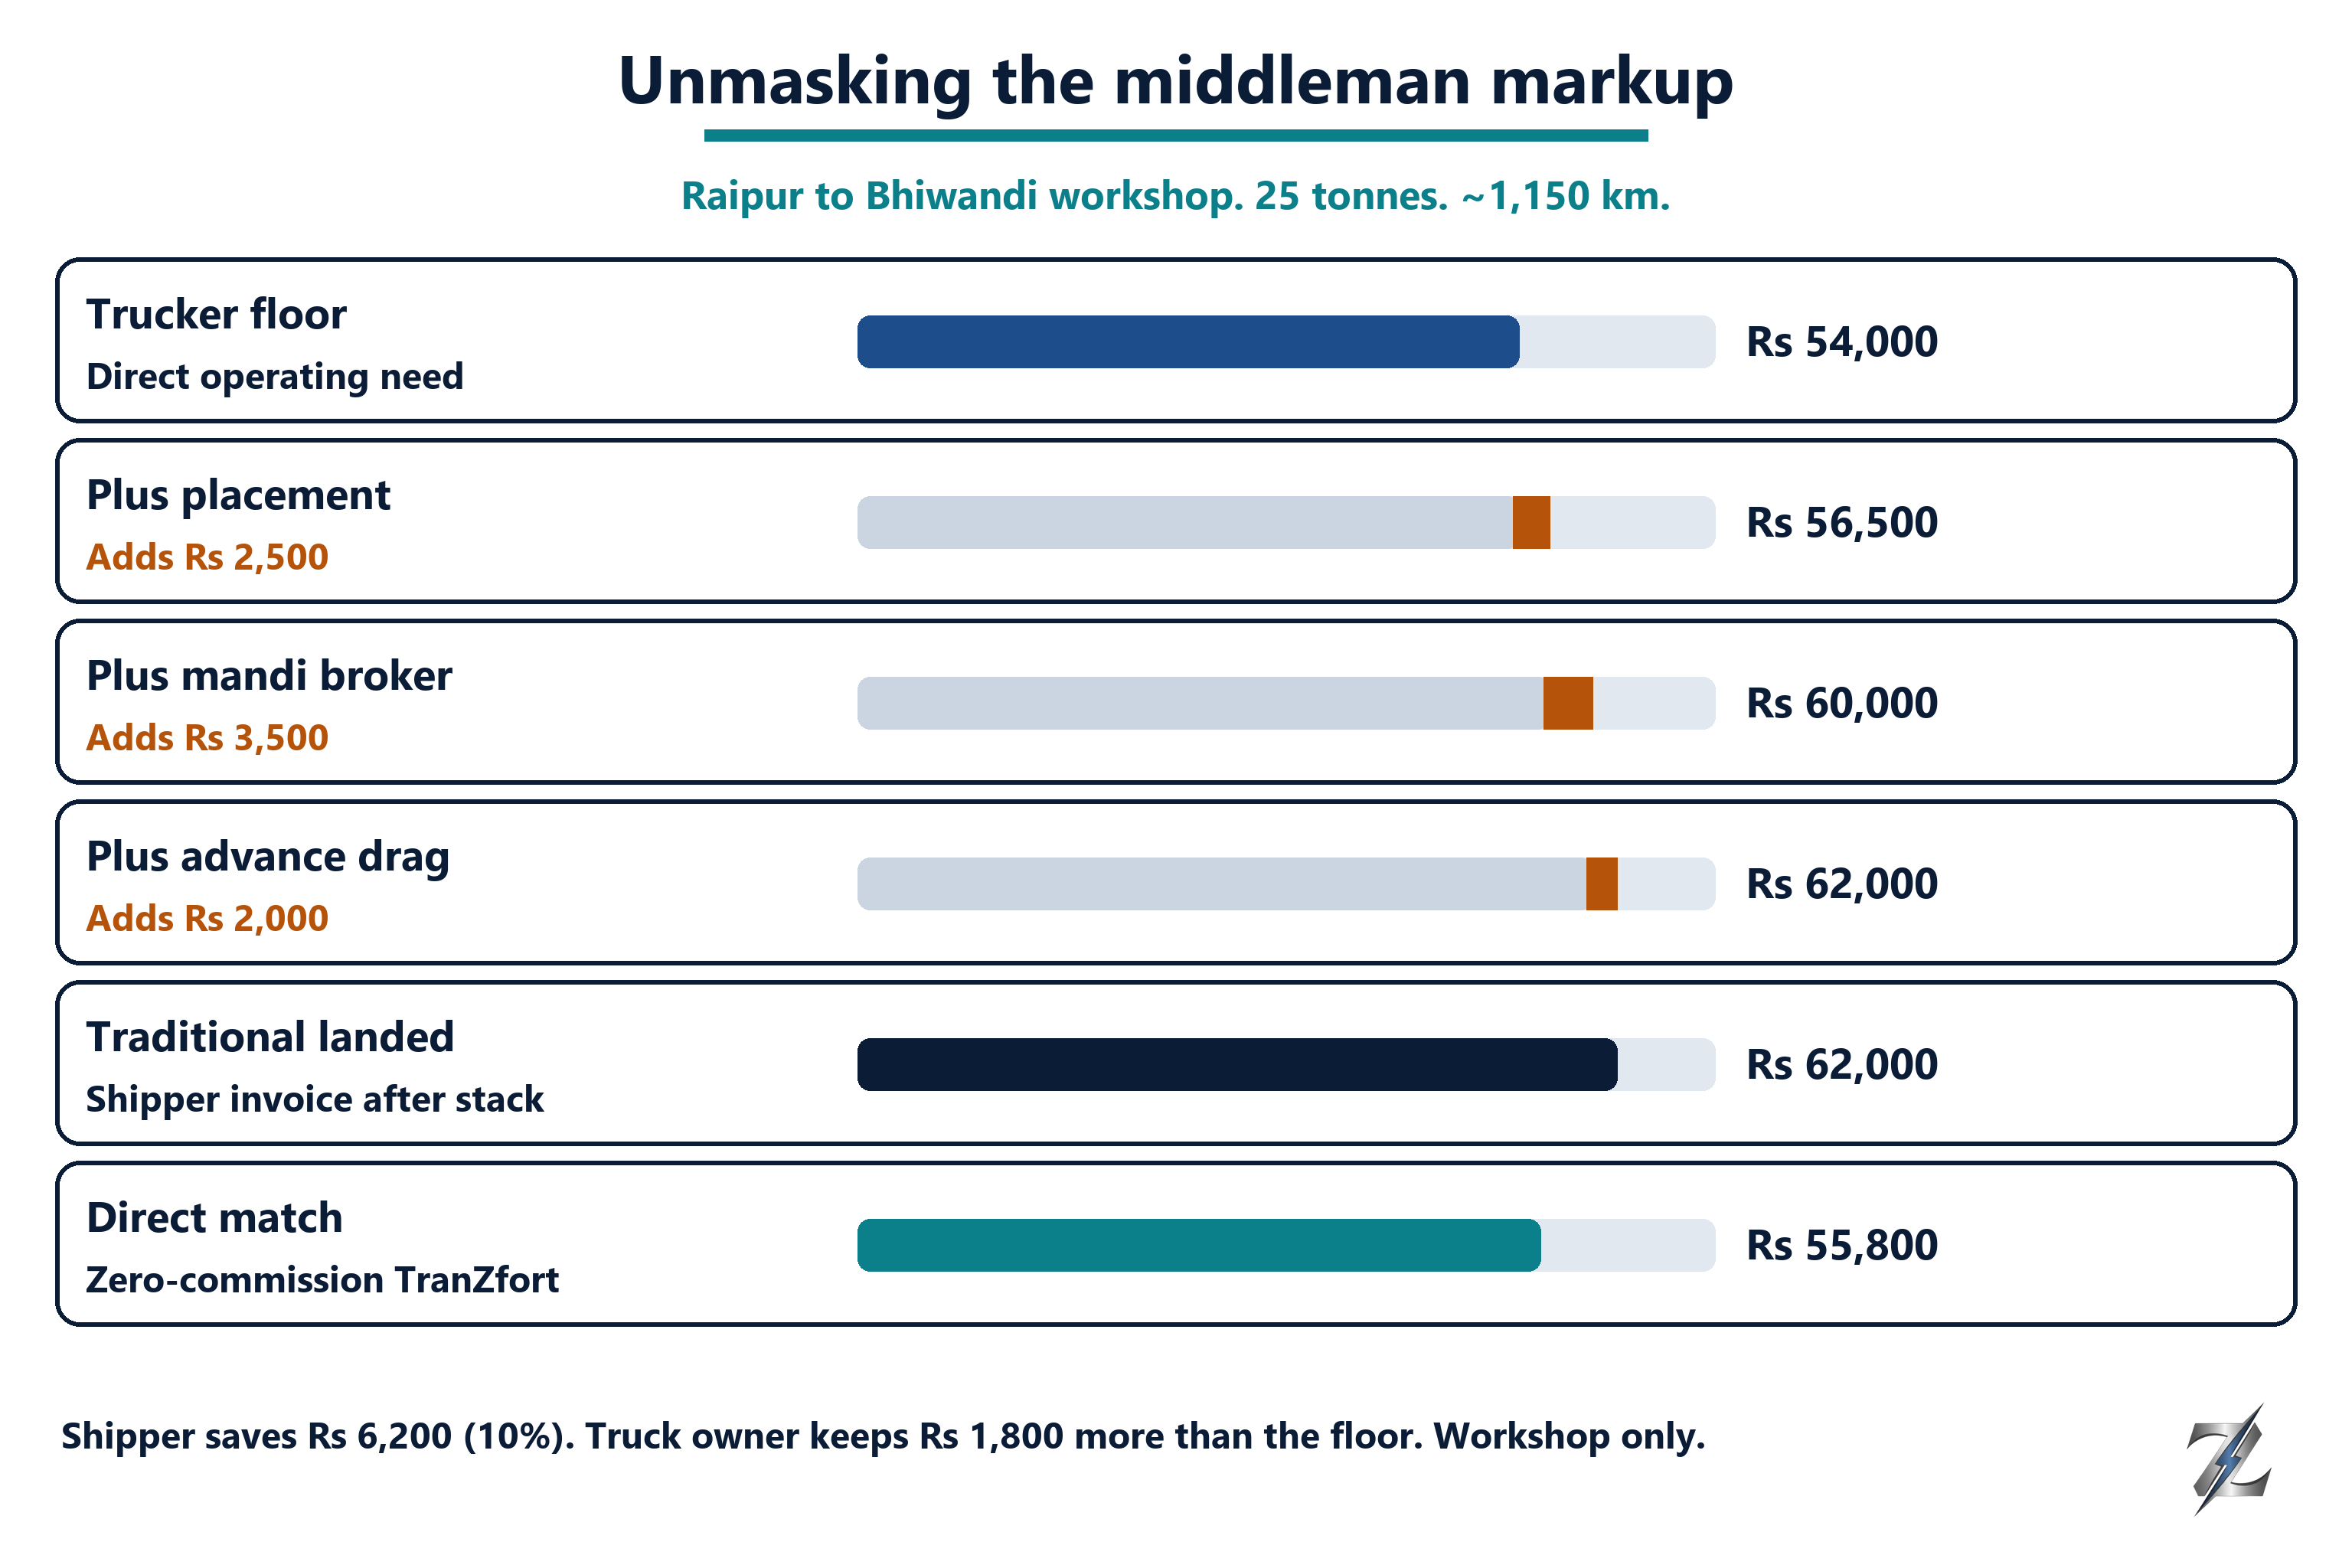 Unmasking the middleman markup
Raipur to Bhiwandi workshop. 25 tonnes. ~1,150 km.
Trucker floor
Direct operating need
Rs 54,000
Plus placement
Adds Rs 2,500
Rs 56,500
Plus mandi broker
Adds Rs 3,500
Rs 60,000
Plus advance drag
Adds Rs 2,000
Rs 62,000
Traditional landed
Shipper invoice after stack
Rs 62,000
Direct match
Zero-commission TranZfort
Rs 55,800
Shipper saves Rs 6,200 (10%). Truck owner keeps Rs 1,800 more than the floor. Workshop only.
Z